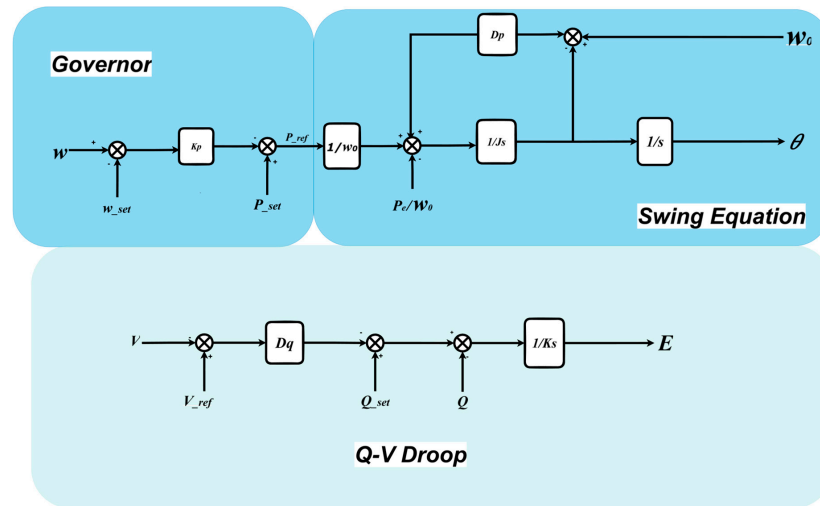 Governor
w
+
-
w_set
Kp
-
+
P_set
P_ref
1/w₀
+
+
-
Pₑ/w₀
Dp
-
+
w₀
1/Js
1/s
θ
Swing Equation
V
-
+
V_ref
Dq
-
+
Q_set
+
-
Q
1/Ks
E
Q-V Droop